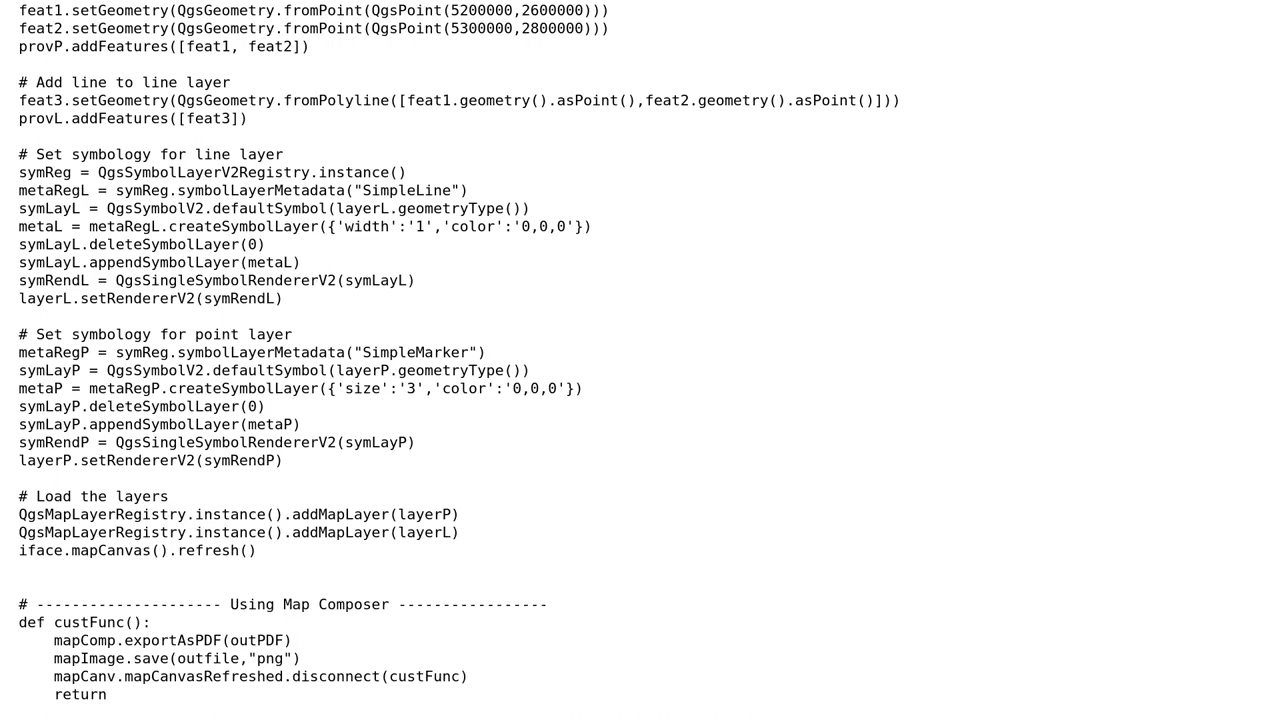 feat1.setGeometry(QgsGeometry.fromPoint(QgsPoint(5200000,2600000)))
feat2.setGeometry(QgsGeometry.fromPoint(QgsPoint(5300000,2800000)))
provP.addFeatures([feat1, feat2])

# Add line to line layer
feat3.setGeometry(QgsGeometry.fromPolyline([feat1.geometry().asPoint(),feat2.geometry().asPoint()]))
provL.addFeatures([feat3])

# Set symbology for line layer
symReg = QgsSymbolLayerV2Registry.instance()
metaRegL = symReg.symbolLayerMetadata("SimpleLine")
symLayL = QgsSymbolV2.defaultSymbol(layerL.geometryType())
metaL = metaRegL.createSymbolLayer({'width':'1','color':'0,0,0'})
symLayL.deleteSymbolLayer(0)
symLayL.appendSymbolLayer(metaL)
symRendL = QgsSingleSymbolRendererV2(symLayL)
layerL.setRendererV2(symRendL)

# Set symbology for point layer
metaRegP = symReg.symbolLayerMetadata("SimpleMarker")
symLayP = QgsSymbolV2.defaultSymbol(layerP.geometryType())
metaP = metaRegP.createSymbolLayer({'size':'3','color':'0,0,0'})
symLayP.deleteSymbolLayer(0)
symLayP.appendSymbolLayer(metaP)
symRendP = QgsSingleSymbolRendererV2(symLayP)
layerP.setRendererV2(symRendP)

# Load the layers
QgsMapLayerRegistry.instance().addMapLayer(layerP)
QgsMapLayerRegistry.instance().addMapLayer(layerL)
iface.mapCanvas().refresh()


# --------------------- Using Map Composer -----------------
def custFunc():
    mapComp.exportAsPDF(outPDF)
    mapImage.save(outfile,"png")
    mapCanv.mapCanvasRefreshed.disconnect(custFunc)
    return